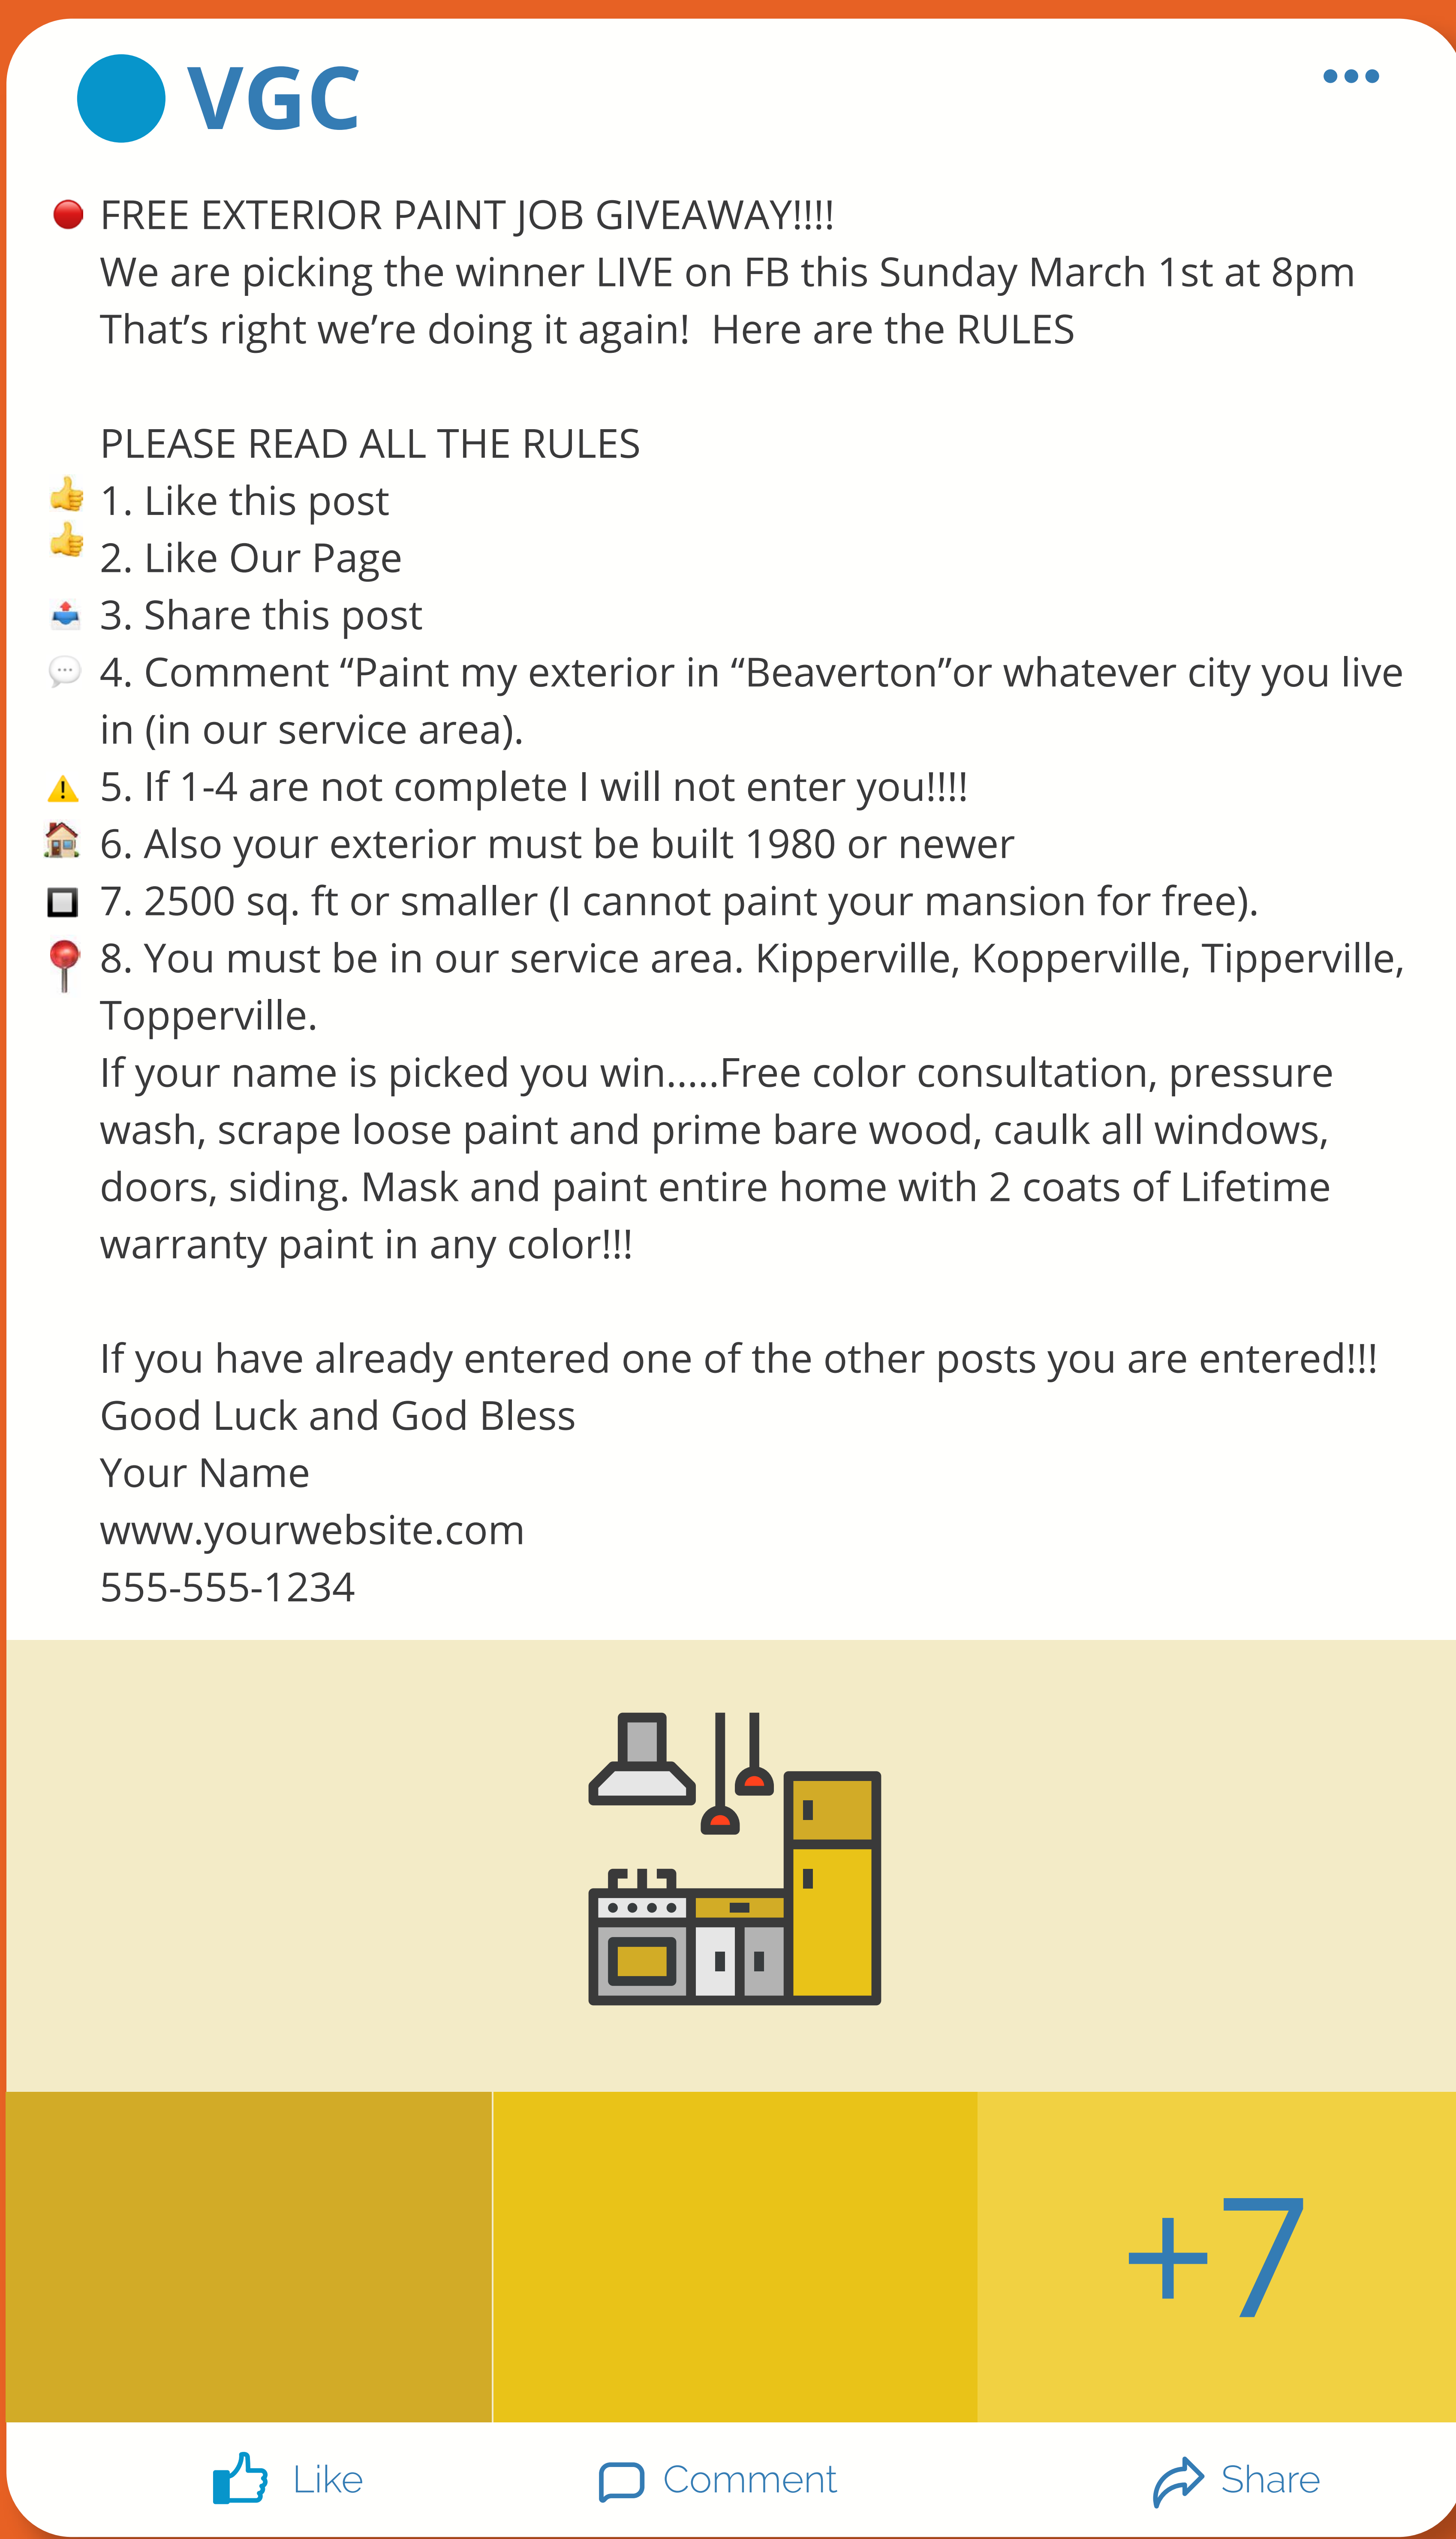 VGC
FREE EXTERIOR PAINT JOB GIVEAWAY!!!!
We are picking the winner LIVE on FB this Sunday March 1st at 8pm
That’s right we’re doing it again!  Here are the RULES
PLEASE READ ALL THE RULES
1. Like this post
2. Like Our Page
3. Share this post
4. Comment “Paint my exterior in “Beaverton”or whatever city you live
in (in our service area).
5. If 1-4 are not complete I will not enter you!!!!
6. Also your exterior must be built 1980 or newer
7. 2500 sq. ft or smaller (I cannot paint your mansion for free).
8. You must be in our service area. Kipperville, Kopperville, Tipperville,
Topperville.
If your name is picked you win.....Free color consultation, pressure
wash, scrape loose paint and prime bare wood, caulk all windows,
doors, siding. Mask and paint entire home with 2 coats of Lifetime
warranty paint in any color!!!
If you have already entered one of the other posts you are entered!!!
Good Luck and God Bless
Your Name
www.yourwebsite.com
555-555-1234
+7
Like Comment Share